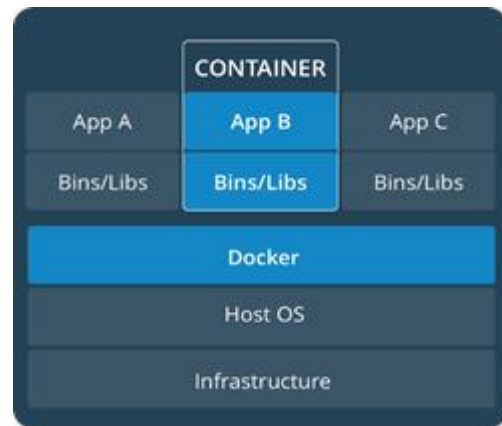 CONTAINER
App A App B App C
Bins/Libs Bins/Libs Bins/Libs
Docker
Host OS
Infrastructure